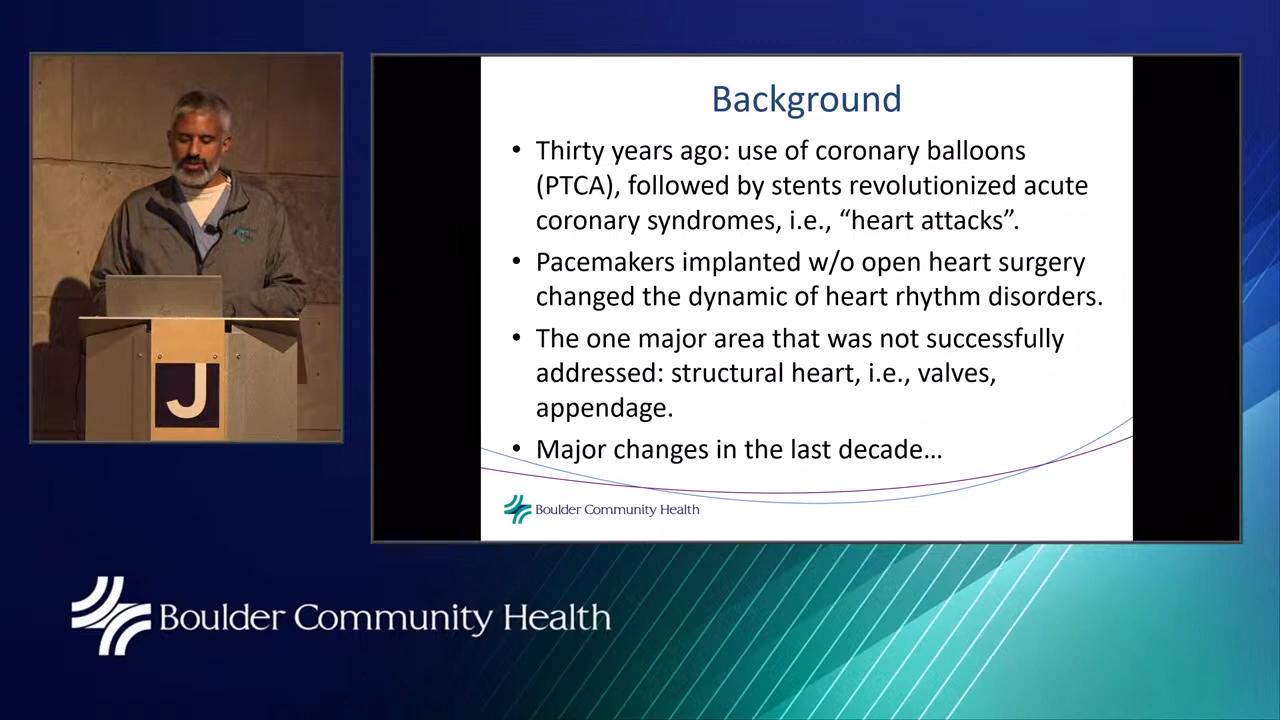 Background
• Thirty years ago: use of coronary balloons
(PTCA), followed by stents revolutionized acute
coronary syndromes, i.e., “heart attacks”.
• Pacemakers implanted w/o open heart surgery
changed the dynamic of heart rhythm disorders.
• The one major area that was not successfully
addressed: structural heart, i.e., valves,
appendage.
• Major changes in the last decade…
Boulder Community Health
J
Boulder Community Health